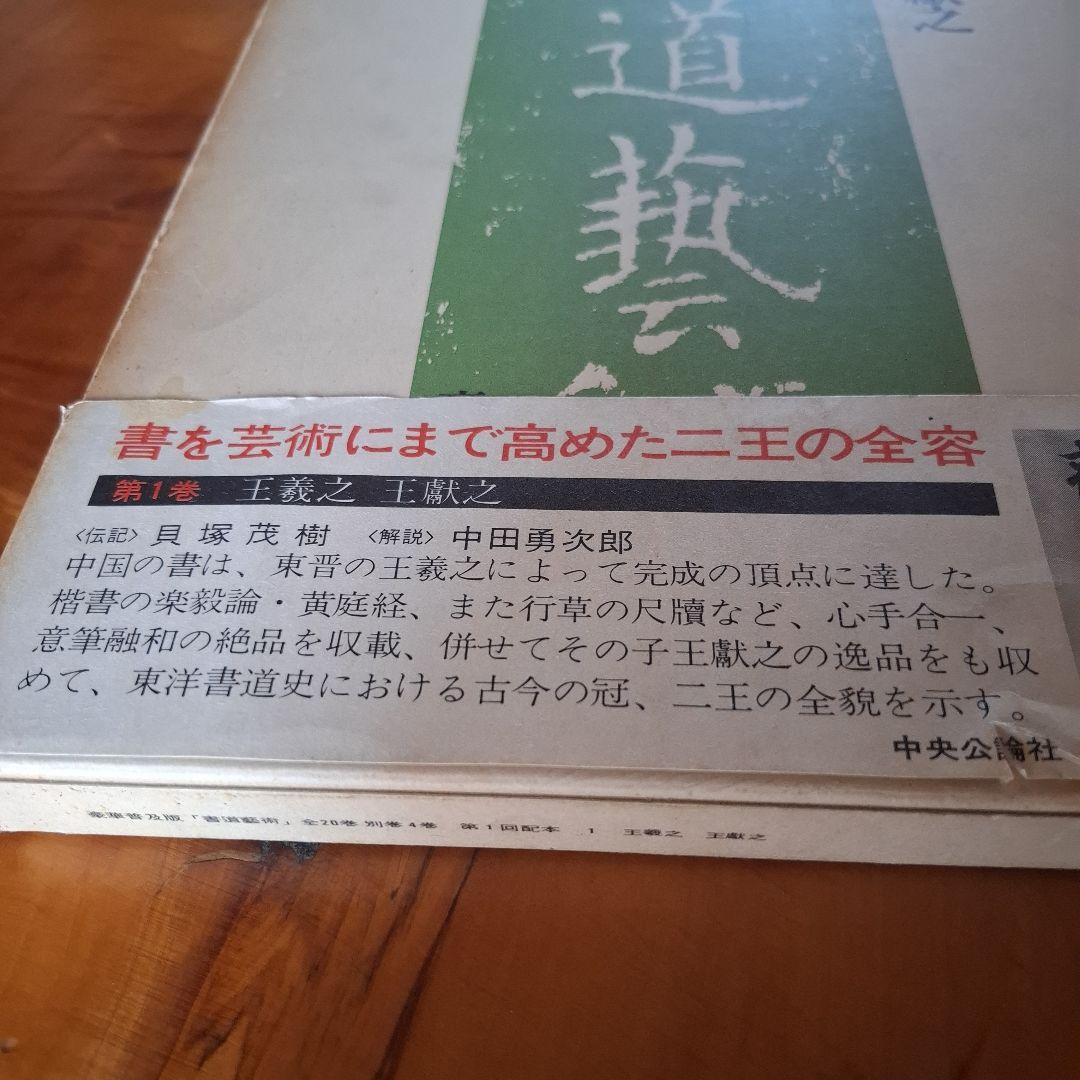 道藝
書を芸術にまで高めた二王の全容
第1巻 王羲之 王獻之
〈伝記〉貝塚茂樹 〈解説〉中田勇次郎
中国の書は、東晋の王羲之によって完成の頂点に達した。
楷書の楽毅論・黄庭経、また行草の尺牘など、心手合一、
意筆融和の絶品を収載、併せてその子王獻之の逸品をも収
めて、東洋書道史における古今の冠、二王の全貌を示す。
中央公論社
豪華普及版「書道藝術」全20巻 別巻4巻 第1回配本 1 王羲之 王獻之